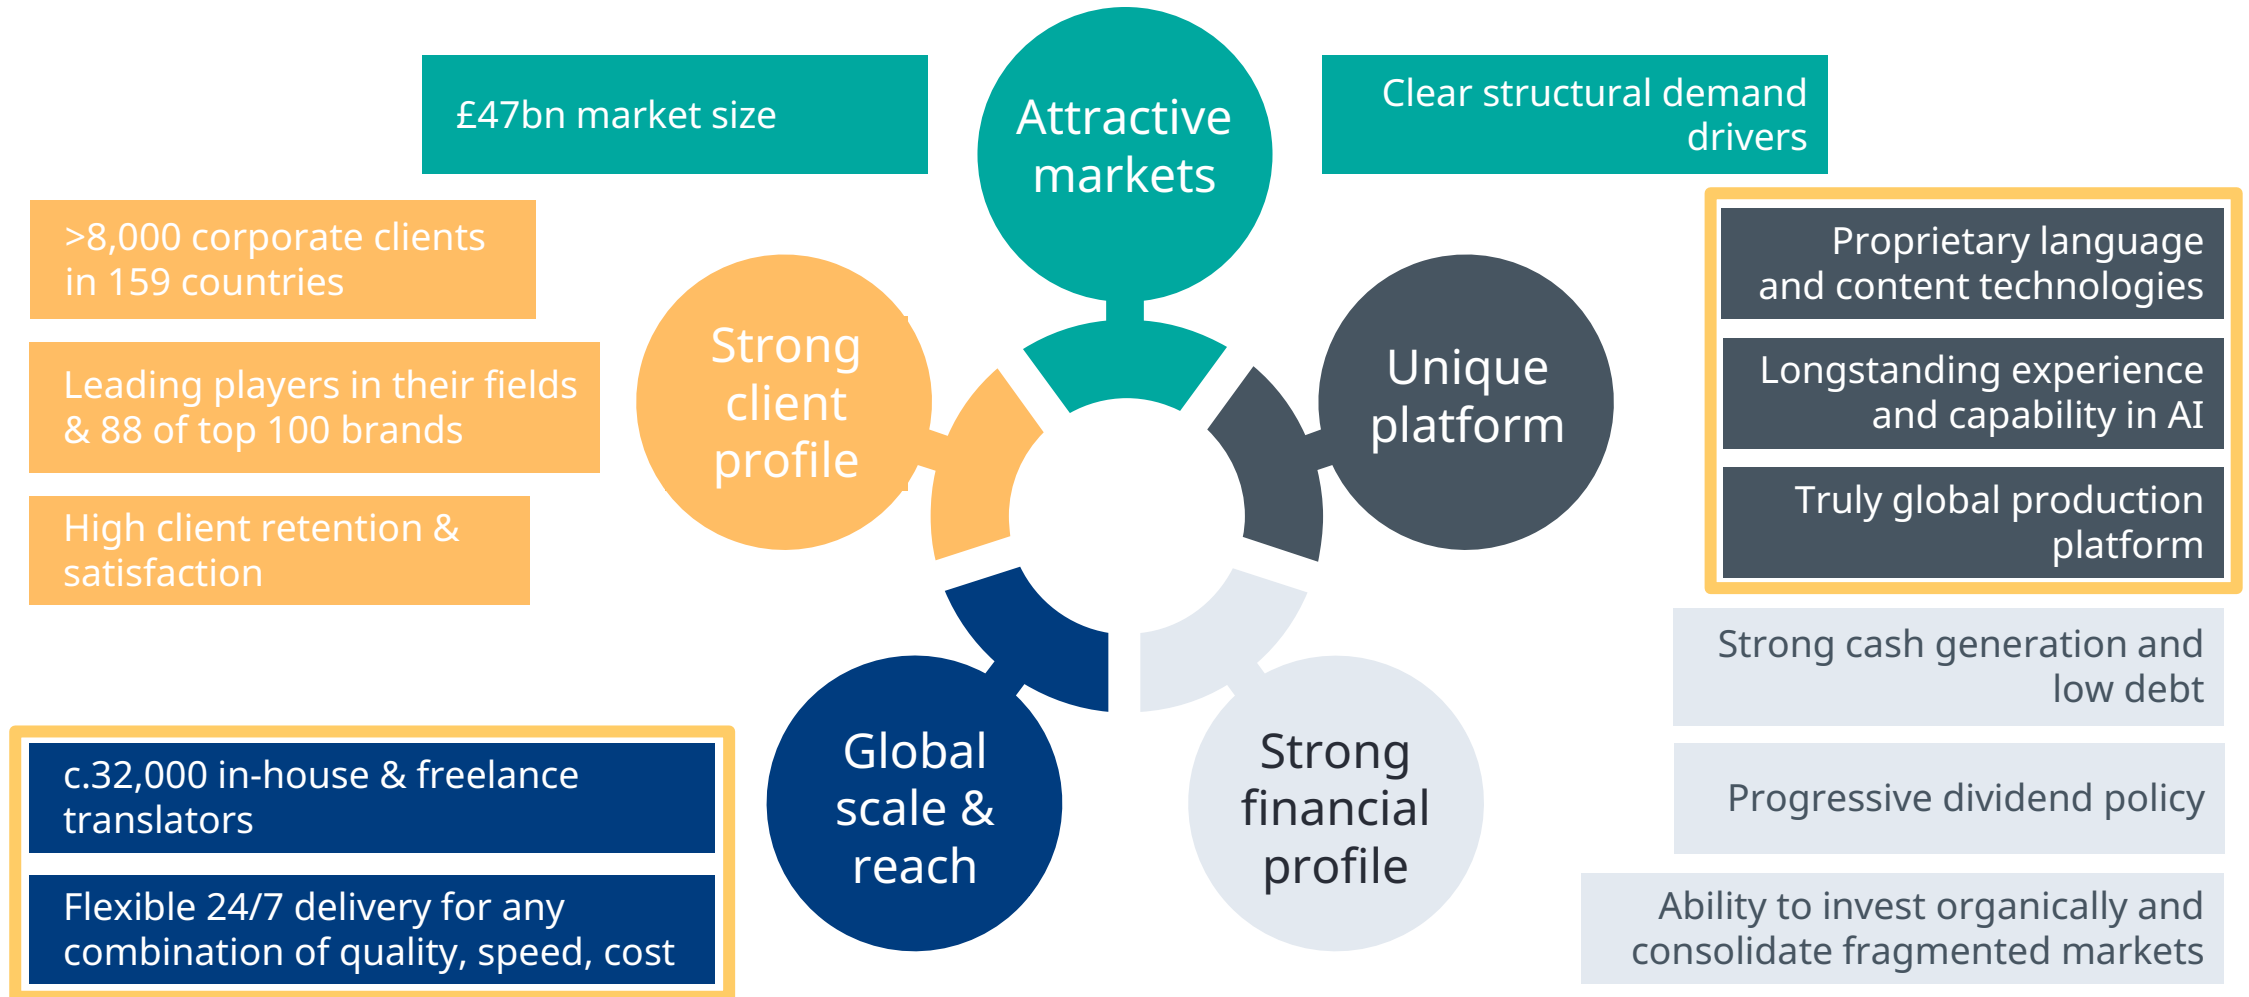 Attractive
markets
£47bn market size
Clear structural demand
drivers
>8,000 corporate clients
in 159 countries
Leading players in their fields
& 88 of top 100 brands
High client retention &
satisfaction
Strong
client
profile
Unique
platform
Proprietary language
and content technologies
Longstanding experience
and capability in AI
Truly global production
platform
c.32,000 in-house & freelance
translators
Flexible 24/7 delivery for any
combination of quality, speed, cost
Global
scale &
reach
Strong
financial
profile
Strong cash generation and
low debt
Progressive dividend policy
Ability to invest organically and
consolidate fragmented markets